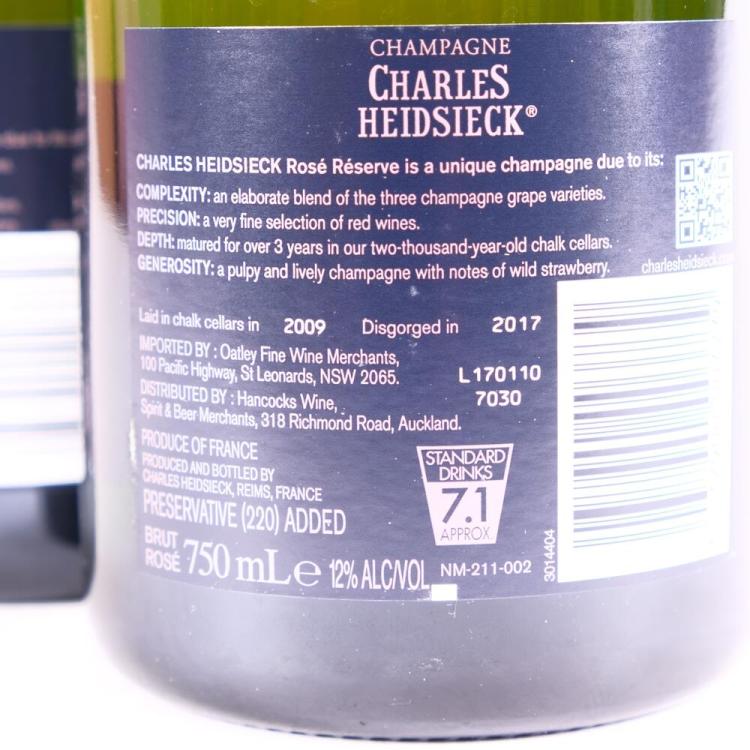 CHAMPAGNE
CHARLES
HEIDSIECK®
CHARLES HEIDSIECK Rosé Réserve is a unique champagne due to its:
COMPLEXITY: an elaborate blend of the three champagne grape varieties.
PRECISION: a very fine selection of red wines.
DEPTH: matured for over 3 years in our two-thousand-year-old chalk cellars.
GENEROSITY: a pulpy and lively champagne with notes of wild strawberry.
charlesheidsieck.com
Laid in chalk cellars in 2009 Disgorged in 2017
IMPORTED BY : Oatley Fine Wine Merchants,
100 Pacific Highway, St Leonards, NSW 2065.
L170110
7030
DISTRIBUTED BY : Hancocks Wine,
Spirit & Beer Merchants, 318 Richmond Road, Auckland.
PRODUCE OF FRANCE
PRODUCED AND BOTTLED BY
CHARLES HEIDSIECK, REIMS, FRANCE
PRESERVATIVE (220) ADDED
STANDARD
DRINKS
7.1
APPROX.
BRUT
ROSÉ
750 mL e 12% ALC/VOL NM-211-002
3014404